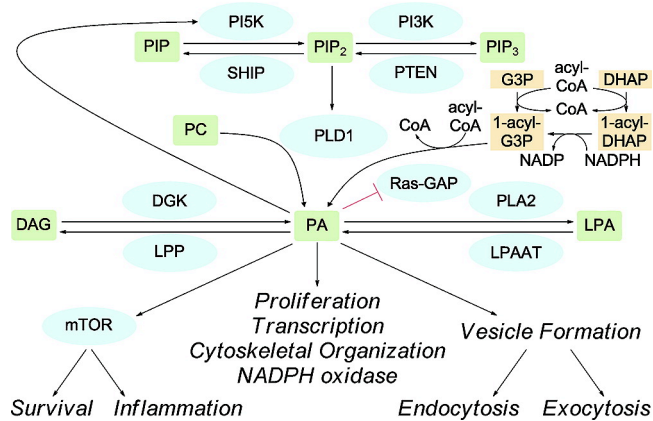 PI5K
PI3K
PIP
PIP2
PIP3
SHIP
PTEN
G3P
acyl-
CoA
DHAP
CoA
PC
PLD1
CoA
acyl-
CoA
1-acyl-
G3P
1-acyl-
DHAP
NADP
NADPH
Ras-GAP
DGK
PLA2
DAG
PA
LPA
LPP
LPAAT
Proliferation
Transcription
Cytoskeletal Organization
NADPH oxidase
mTOR
Vesicle Formation
Survival
Inflammation
Endocytosis
Exocytosis